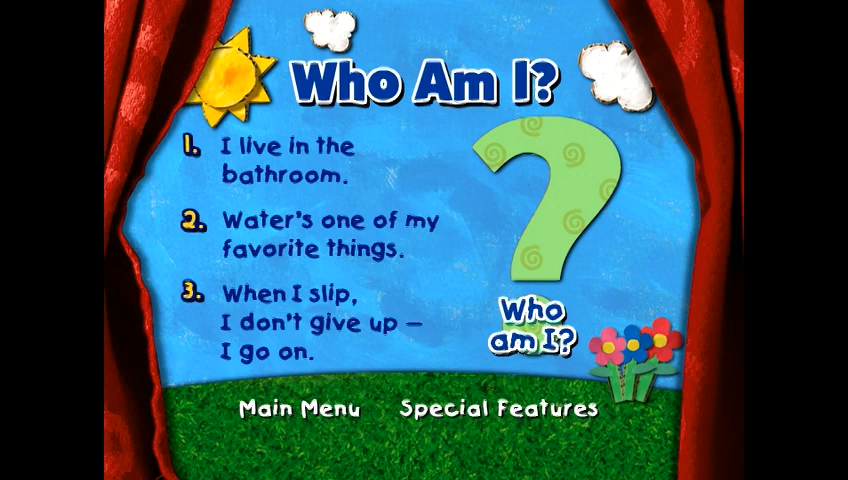 Who Am I?
1. I live in the
bathroom.
2. Water's one of my
favorite things.
3. When I slip,
I don't give up –
I go on.
Who
am I?
Main Menu Special Features